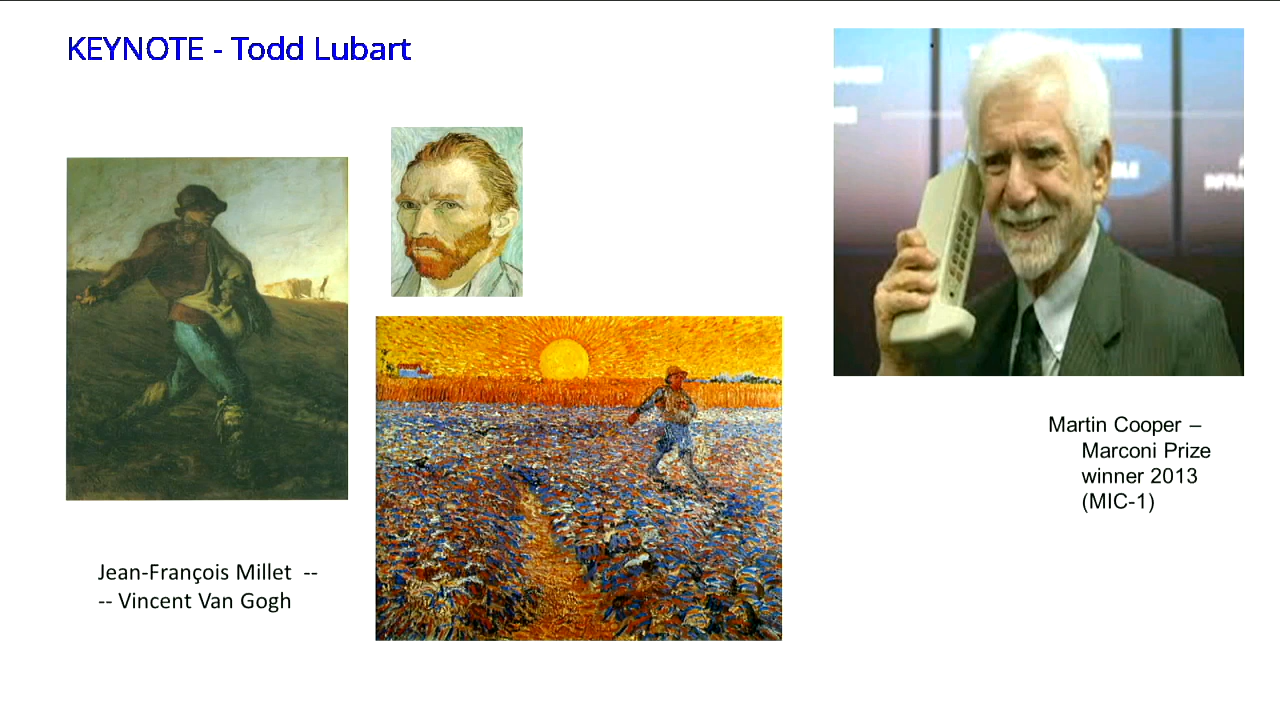 KEYNOTE - Todd Lubart
Martin Cooper –
Marconi Prize
winner 2013
(MIC-1)
Jean-François Millet --
-- Vincent Van Gogh